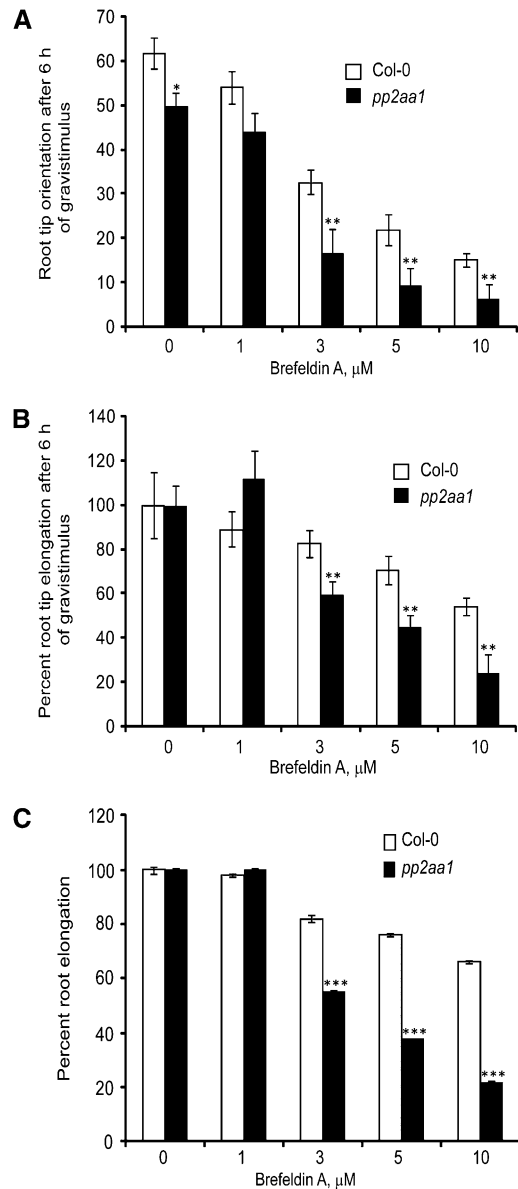 A
Root tip orientation after 6 h
of gravistimulus
70
60
50
40
30
20
10
0
Col-0
pp2aa1
*
**
**
**
0 1 3 5 10
Brefeldin A, μM
B
Percent root tip elongation after 6 h
of gravistimulus
140
120
100
80
60
40
20
0
Col-0
pp2aa1
**
**
**
0 1 3 5 10
Brefeldin A, μM
C
Percent root elongation
120
100
80
60
40
20
0
Col-0
pp2aa1
***
***
***
0 1 3 5 10
Brefeldin A, μM